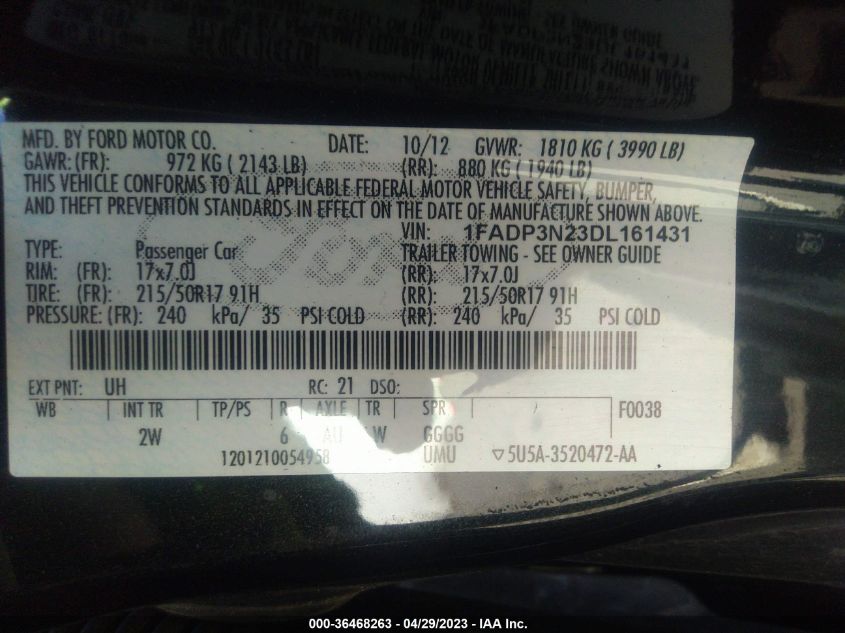 MFD. BY FORD MOTOR CO. DATE: 10/12 GVWR: 1810 KG ( 3990 LB)
GAWR: (FR): 972 KG ( 2143 LB) (RR): 880 KG ( 1940 LB)
THIS VEHICLE CONFORMS TO ALL APPLICABLE FEDERAL MOTOR VEHICLE SAFETY, BUMPER,
AND THEFT PREVENTION STANDARDS IN EFFECT ON THE DATE OF MANUFACTURE SHOWN ABOVE.
VIN: 1FADP3N23DL161431
TYPE: Passenger Car TRAILER TOWING - SEE OWNER GUIDE
RIM: (FR): 17x7.0J (RR): 17x7.0J
TIRE: (FR): 215/50R17 91H (RR): 215/50R17 91H
PRESSURE: (FR): 240 kPa/ 35 PSI COLD (RR): 240 kPa/ 35 PSI COLD
EXT PNT: UH RC: 21 DSO:
WB INT TR TP/PS R AXLE TR SPR F0038
2W 6 W GGGG
1201210054958 UMU ▽5U5A-3520472-AA
000-36468263 - 04/29/2023 - IAA Inc.